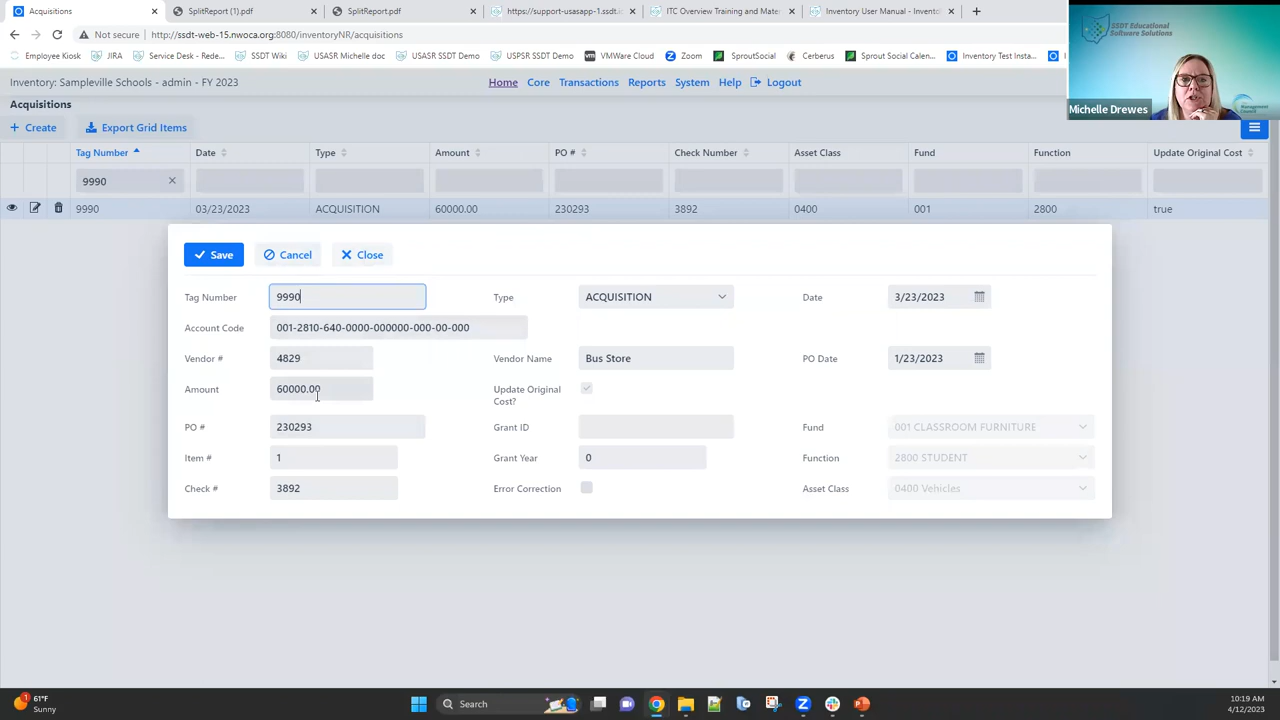 Acquisitions
SplitReport (1).pdf
SplitReport.pdf
https://support-usasapp-1.ssdt.i
ITC Overview Training and Mate
Inventory User Manual - Invento
Not secure
http://ssdt-web-15.nwoca.org:8080/inventoryNR/acquisitions
Employee Kiosk
JIRA
Service Desk - Rede...
SSDT Wiki
USASR Michelle doc
USASR SSDT Demo
USPSR SSDT Demo
VMWare Cloud
Zoom
SproutSocial
Cerberus
Sprout Social Calen...
Inventory Test Insta...
SSDT Educational
Software Solutions
Management
Council
Michelle Drewes
Inventory: Sampleville Schools - admin - FY 2023
Home Core Transactions Reports System Help Logout
Acquisitions
Create Export Grid Items
Tag Number Date Type Amount PO # Check Number Asset Class Fund Function Update Original Cost
9990
9990 03/23/2023 ACQUISITION 60000.00 230293 3892 0400 001 2800 true
Save Cancel Close
Tag Number 9990 Type ACQUISITION Date 3/23/2023
Account Code 001-2810-640-0000-000000-000-00-000
Vendor # 4829 Vendor Name Bus Store PO Date 1/23/2023
Amount 60000.00 Update Original
Cost?
PO # 230293 Grant ID Fund 001 CLASSROOM FURNITURE
Item # 1 Grant Year 0 Function 2800 STUDENT
Check # 3892 Error Correction Asset Class 0400 Vehicles
1
61°F
Sunny
Search
10:19 AM
4/12/2023